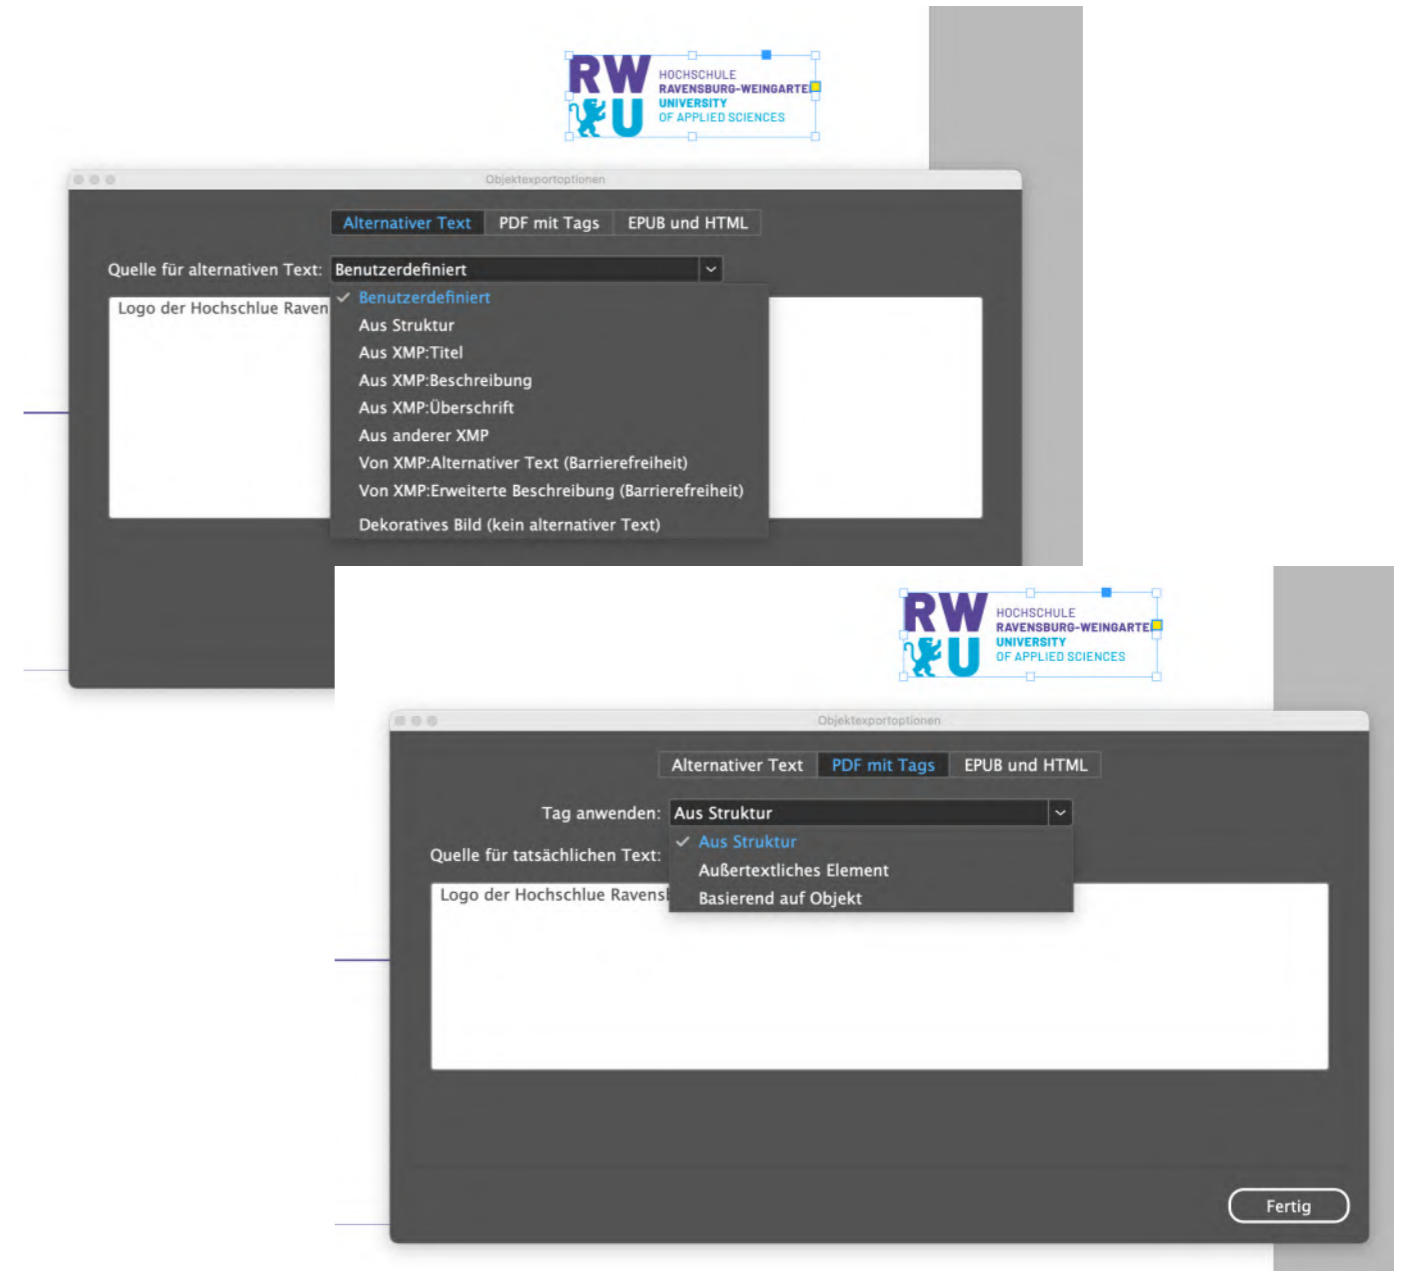 RW
U
HOCHSCHULE
RAVENSBURG-WEINGARTE
UNIVERSITY
OF APPLIED SCIENCES
Objektexportoptionen
Alternativer Text PDF mit Tags EPUB und HTML
Quelle für alternativen Text: Benutzerdefiniert
Logo der Hochschlue Raven
Benutzerdefiniert
Aus Struktur
Aus XMP:Titel
Aus XMP:Beschreibung
Aus XMP:Überschrift
Aus anderer XMP
Von XMP:Alternativer Text (Barrierefreiheit)
Von XMP:Erweiterte Beschreibung (Barrierefreiheit)
Dekoratives Bild (kein alternativer Text)
RW
U
HOCHSCHULE
RAVENSBURG-WEINGARTE
UNIVERSITY
OF APPLIED SCIENCES
Objektexportoptionen
Alternativer Text PDF mit Tags EPUB und HTML
Tag anwenden: Aus Struktur
Aus Struktur
Außertextliches Element
Basierend auf Objekt
Quelle für tatsächlichen Text:
Logo der Hochschlue Ravens
Fertig